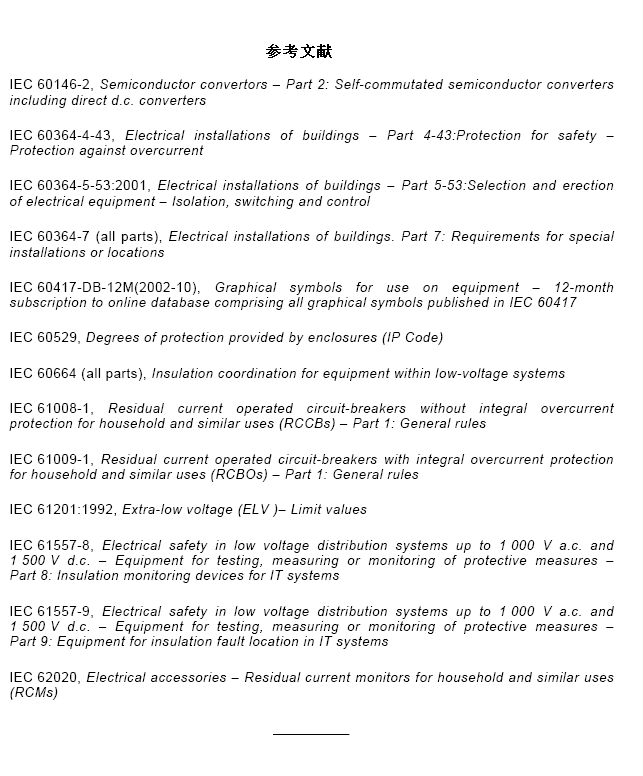 参考文献
IEC 60146-2, Semiconductor convertors – Part 2: Self-commutated semiconductor converters
including direct d.c. converters
IEC 60364-4-43, Electrical installations of buildings – Part 4-43:Protection for safety –
Protection against overcurrent
IEC 60364-5-53:2001, Electrical installations of buildings – Part 5-53:Selection and erection
of electrical equipment – Isolation, switching and control
IEC 60364-7 (all parts), Electrical installations of buildings. Part 7: Requirements for special
installations or locations
IEC 60417-DB-12M(2002-10), Graphical symbols for use on equipment – 12-month
subscription to online database comprising all graphical symbols published in IEC 60417
IEC 60529, Degrees of protection provided by enclosures (IP Code)
IEC 60664 (all parts), Insulation coordination for equipment within low-voltage systems
IEC 61008-1, Residual current operated circuit-breakers without integral overcurrent
protection for household and similar uses (RCCBs) – Part 1: General rules
IEC 61009-1, Residual current operated circuit-breakers with integral overcurrent protection
for household and similar uses (RCBOs) – Part 1: General rules
IEC 61201:1992, Extra-low voltage (ELV )– Limit values
IEC 61557-8, Electrical safety in low voltage distribution systems up to 1 000 V a.c. and
1 500 V d.c. – Equipment for testing, measuring or monitoring of protective measures –
Part 8: Insulation monitoring devices for IT systems
IEC 61557-9, Electrical safety in low voltage distribution systems up to 1 000 V a.c. and
1 500 V d.c. – Equipment for testing, measuring or monitoring of protective measures –
Part 9: Equipment for insulation fault location in IT systems
IEC 62020, Electrical accessories – Residual current monitors for household and similar uses
(RCMs)